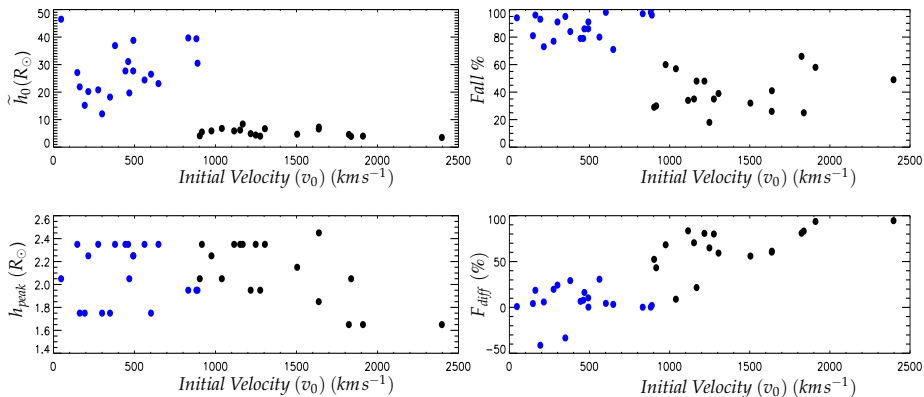 50
40
30
20
10
0
h̃₀(R⊙)
0 500 1000 1500 2000 2500
Initial Velocity (v₀) (kms⁻¹)
100
80
60
40
20
0
Fall %
0 500 1000 1500 2000 2500
Initial Velocity (v₀) (kms⁻¹)
2.6
2.4
2.2
2.0
1.8
1.6
1.4
h_peak (R⊙)
0 500 1000 1500 2000 2500
Initial Velocity (v₀) (kms⁻¹)
100
50
0
−50
F_diff (%)
0 500 1000 1500 2000 2500
Initial Velocity (v₀) (kms⁻¹)